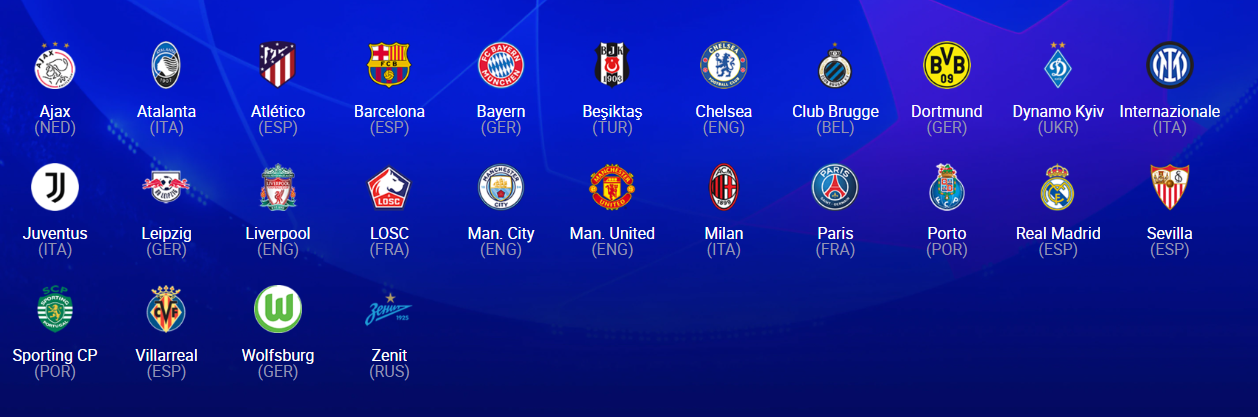 Ajax Atalanta Atlético Barcelona Bayern Beşiktaş Chelsea Club Brugge Dortmund Dynamo Kyiv Internazionale
(NED) (ITA) (ESP) (ESP) (GER) (TUR) (ENG) (BEL) (GER) (UKR) (ITA)
Juventus Leipzig Liverpool LOSC Man. City Man. United Milan Paris Porto Real Madrid Sevilla
(ITA) (GER) (ENG) (FRA) (ENG) (ENG) (ITA) (FRA) (POR) (ESP) (ESP)
Sporting CP Villarreal Wolfsburg Zenit
(POR) (ESP) (GER) (RUS)